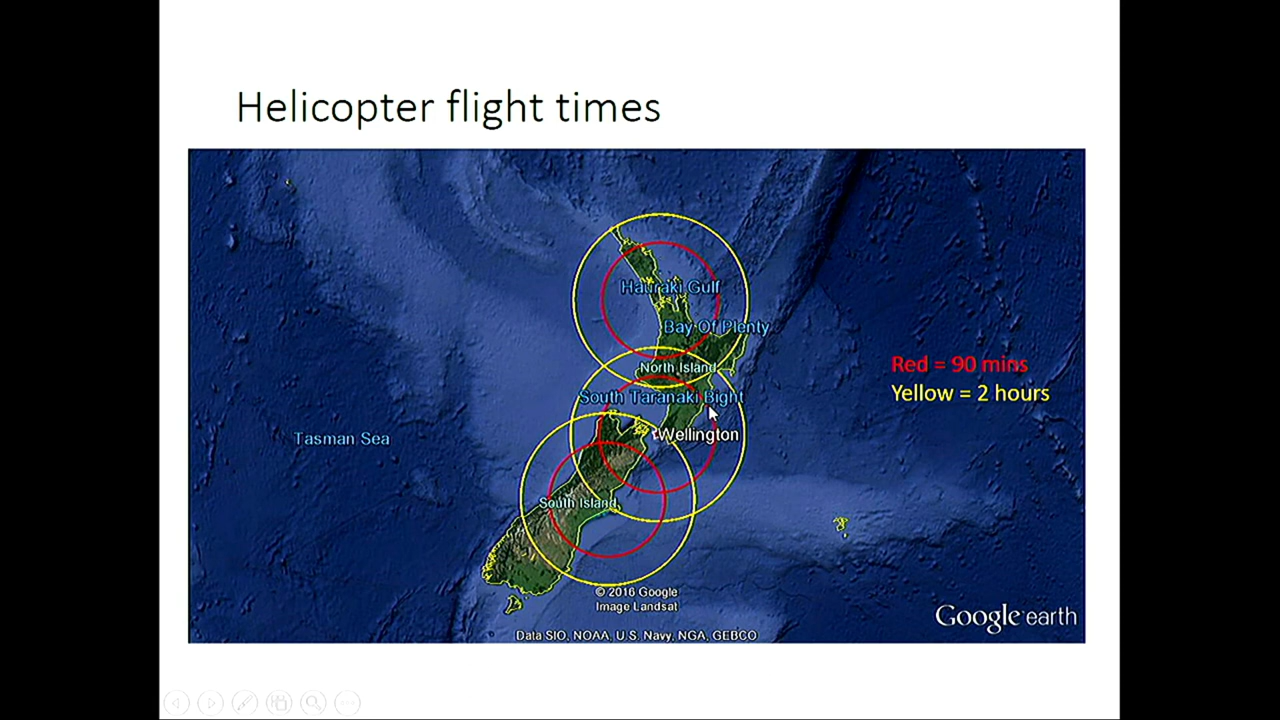 Helicopter flight times
Hauraki Gulf
Bay Of Plenty
North Island
Red = 90 mins
Yellow = 2 hours
South Taranaki Bight
Tasman Sea
Wellington
South Island
© 2016 Google
Image Landsat
Google earth
Data SIO, NOAA, U.S. Navy, NGA, GEBCO